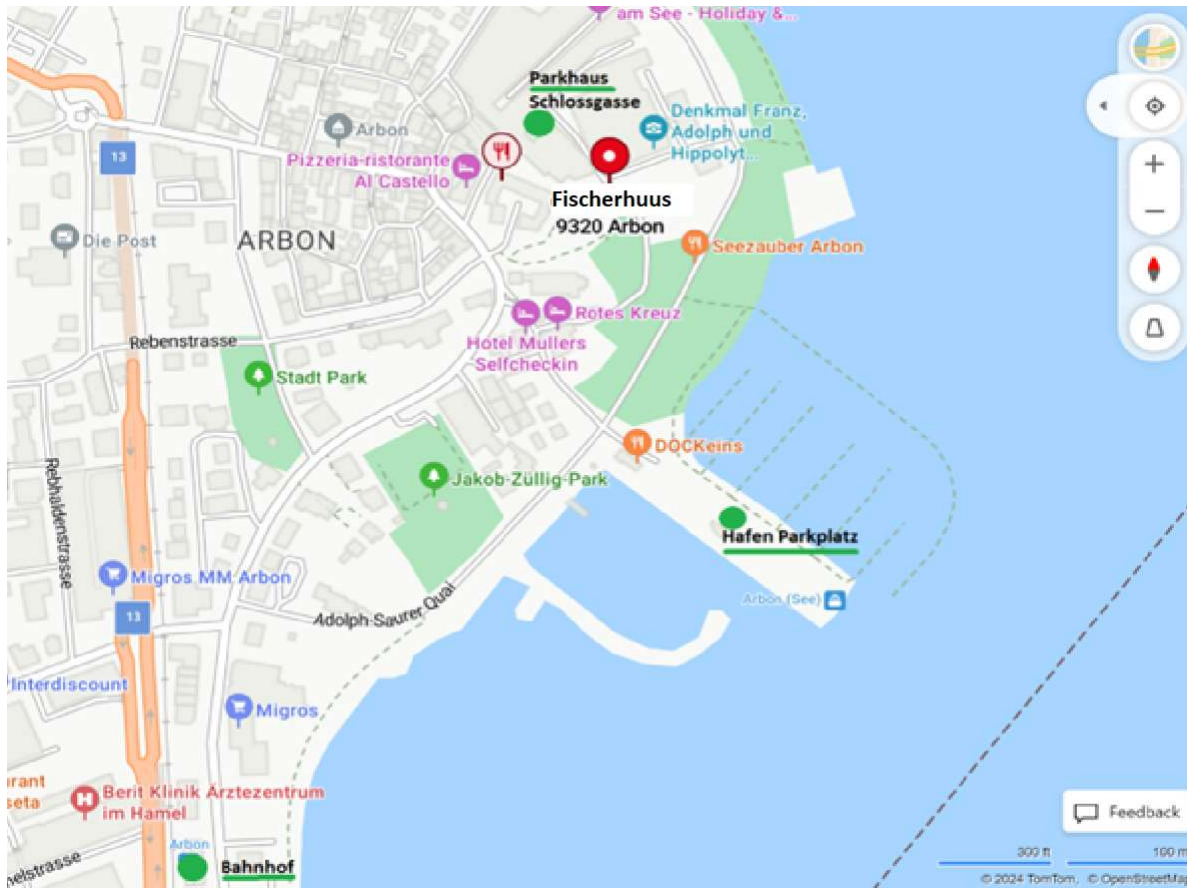 am See - Holiday &...
Parkhaus
Schlossgasse
Denkmal Franz,
Adolph und
Hippolyt...
13
Arbon
Pizzeria-ristorante
Al Castello
Fischerhuus
9320 Arbon
Die Post
ARBON
Seezauber Arbon
Rotes Kreuz
Rebenstrasse
Hotel Mullers
Selfcheckin
Stadt Park
DOCKeins
Rebhaldenstrasse
Jakob-Züllig-Park
Hafen Parkplatz
Migros MM Arbon
Arbon (See)
13
Adolph-Saurer Quai
Interdiscount
Migros
urant
seta
Berit Klinik Ärztezentrum
im Hamel
Feedback
Arbon
Bahnhof
melstrasse
300 ft
100 m
© 2024 TomTom, © OpenStreetMap